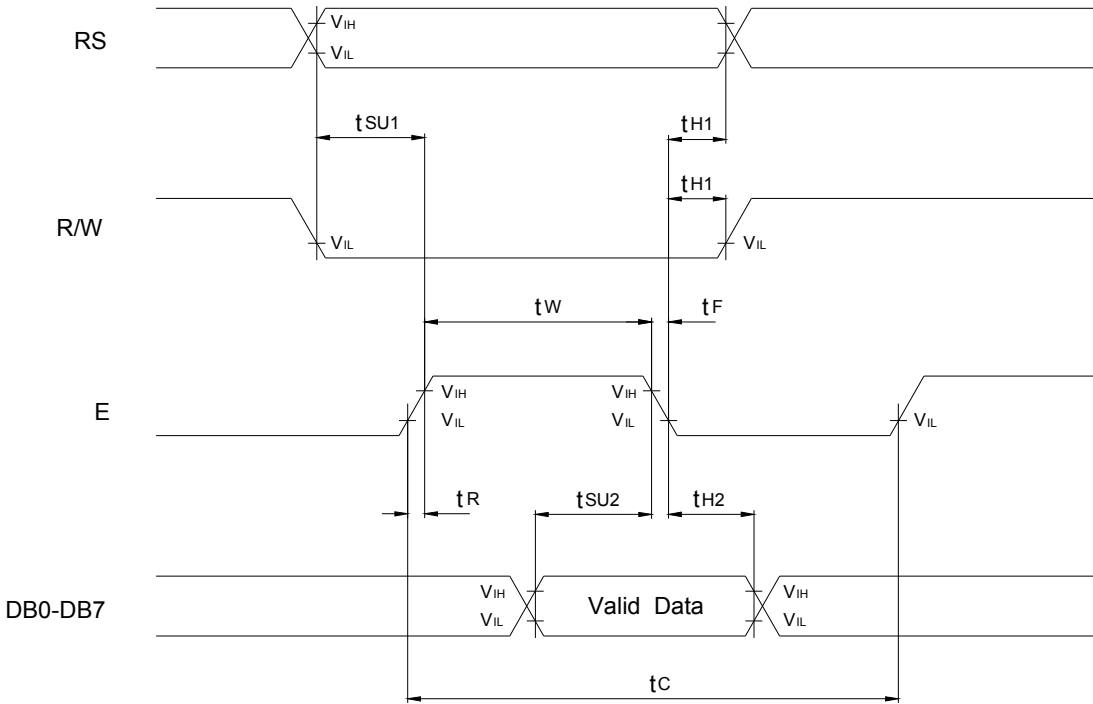 RS
VIH
VIL
tSU1
tH1
tH1
R/W
VIL
VIL
tW
tF
E
VIH
VIL
VIH
VIL
VIL
tR
tSU2
tH2
DB0-DB7
VIH
VIL
Valid Data
VIH
VIL
tC